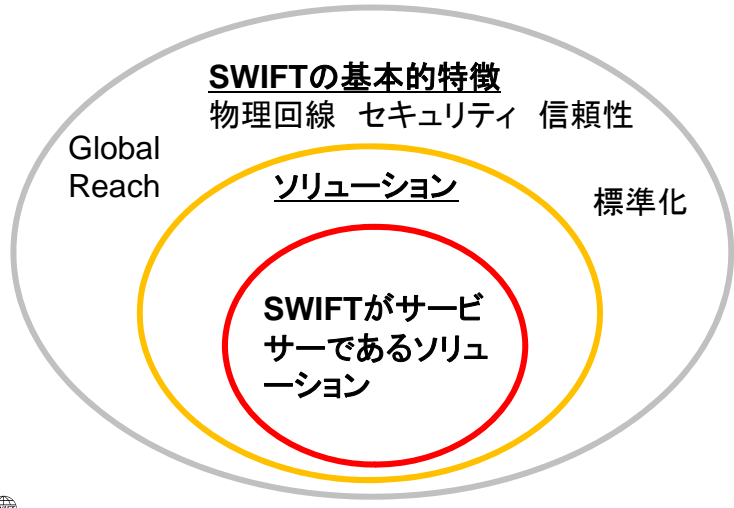 SWIFTの基本的特徴
物理回線　セキュリティ　信頼性
Global
Reach
ソリューション
標準化
SWIFTがサービ
サーであるソリュ
ーション